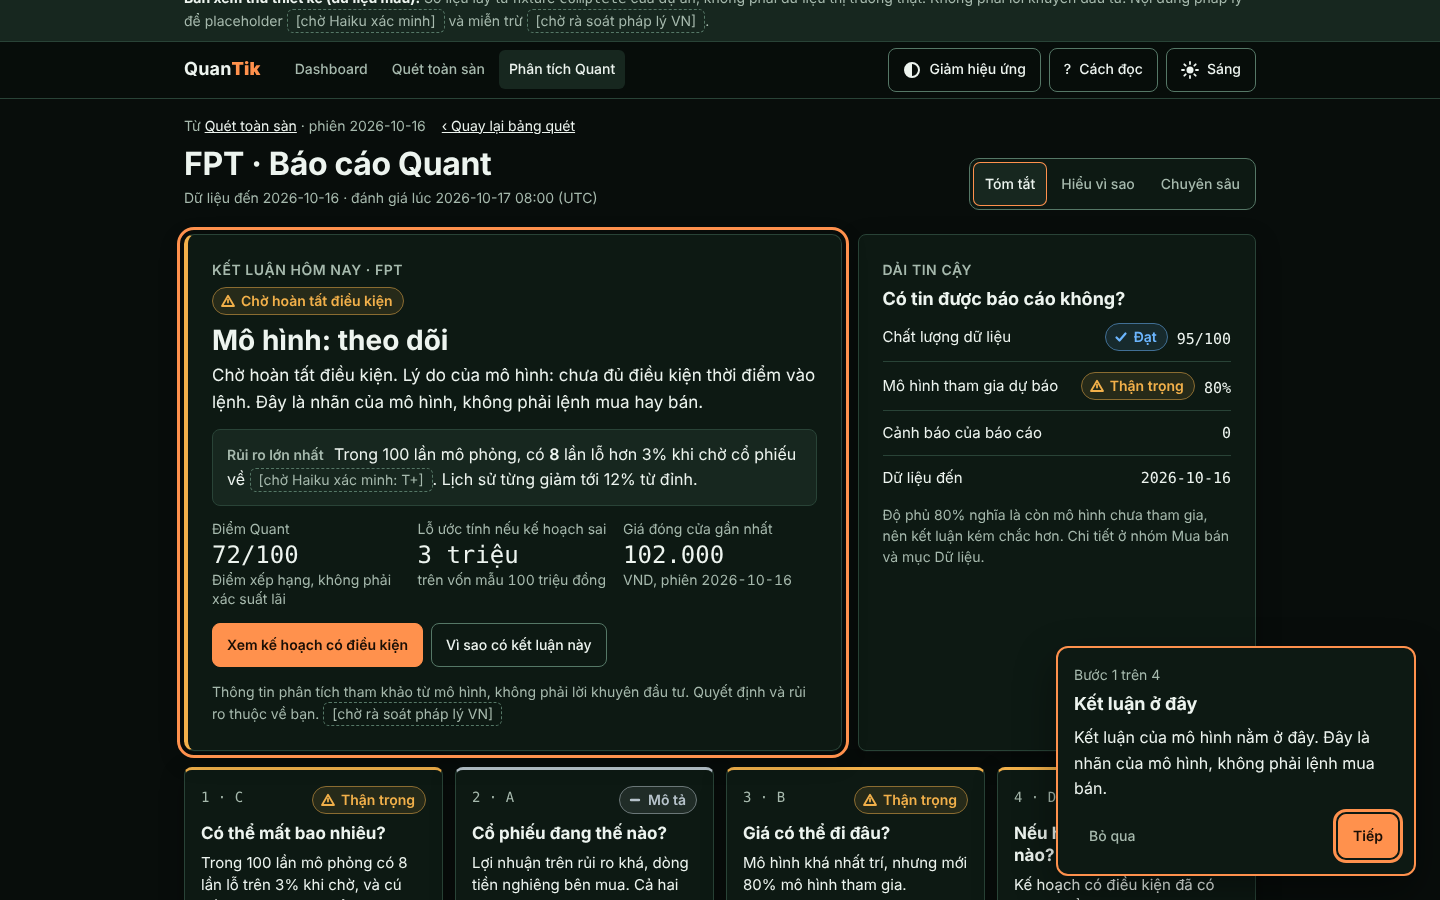 để placeholder [chờ Haiku xác minh] và miễn trừ [chờ rà soát pháp lý VN].
QuanTik
Dashboard
Quét toàn sàn
Phân tích Quant
Giảm hiệu ứng
? Cách đọc
Sáng
Từ Quét toàn sàn · phiên 2026-10-16 ‹ Quay lại bảng quét
FPT · Báo cáo Quant
Dữ liệu đến 2026-10-16 · đánh giá lúc 2026-10-17 08:00 (UTC)
Tóm tắt
Hiểu vì sao
Chuyên sâu
KẾT LUẬN HÔM NAY · FPT
Chờ hoàn tất điều kiện
Mô hình: theo dõi
Chờ hoàn tất điều kiện. Lý do của mô hình: chưa đủ điều kiện thời điểm vào
lệnh. Đây là nhãn của mô hình, không phải lệnh mua hay bán.
Rủi ro lớn nhất Trong 100 lần mô phỏng, có 8 lần lỗ hơn 3% khi chờ cổ phiếu
về [chờ Haiku xác minh: T+]. Lịch sử từng giảm tới 12% từ đỉnh.
Điểm Quant
72/100
Điểm xếp hạng, không phải
xác suất lãi
Lỗ ước tính nếu kế hoạch sai
3 triệu
trên vốn mẫu 100 triệu đồng
Giá đóng cửa gần nhất
102.000
VND, phiên 2026-10-16
Xem kế hoạch có điều kiện
Vì sao có kết luận này
Thông tin phân tích tham khảo từ mô hình, không phải lời khuyên đầu tư. Quyết định và rủi
ro thuộc về bạn. [chờ rà soát pháp lý VN]
DẢI TIN CẬY
Có tin được báo cáo không?
Chất lượng dữ liệu Đạt 95/100
Mô hình tham gia dự báo Thận trọng 80%
Cảnh báo của báo cáo 0
Dữ liệu đến 2026-10-16
Độ phủ 80% nghĩa là còn mô hình chưa tham gia,
nên kết luận kém chắc hơn. Chi tiết ở nhóm Mua bán
và mục Dữ liệu.
1 · C Thận trọng
Có thể mất bao nhiêu?
Trong 100 lần mô phỏng có 8
lần lỗ trên 3% khi chờ, và cú
2 · A Mô tả
Cổ phiếu đang thế nào?
Lợi nhuận trên rủi ro khá, dòng
tiền nghiêng bên mua. Cả hai
3 · B Thận trọng
Giá có thể đi đâu?
Mô hình khá nhất trí, nhưng mới
80% mô hình tham gia.
4 · D
Nếu
nào?
Kế hoạch có điều kiện đã có
Bước 1 trên 4
Kết luận ở đây
Kết luận của mô hình nằm ở đây. Đây là
nhãn của mô hình, không phải lệnh mua
bán.
Bỏ qua
Tiếp